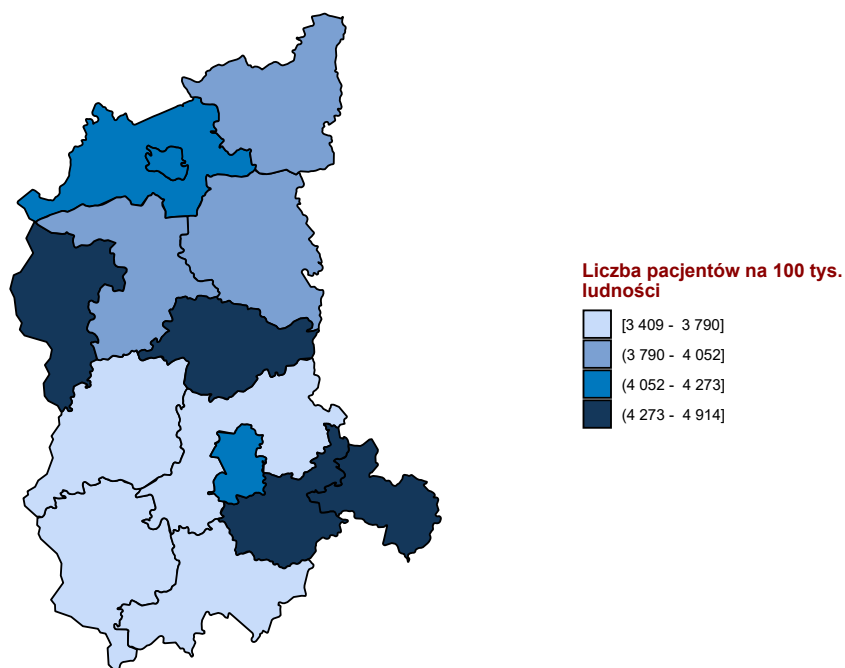 Liczba pacjentów na 100 tys.
ludności
[3 409 - 3 790]
(3 790 - 4 052]
(4 052 - 4 273]
(4 273 - 4 914]